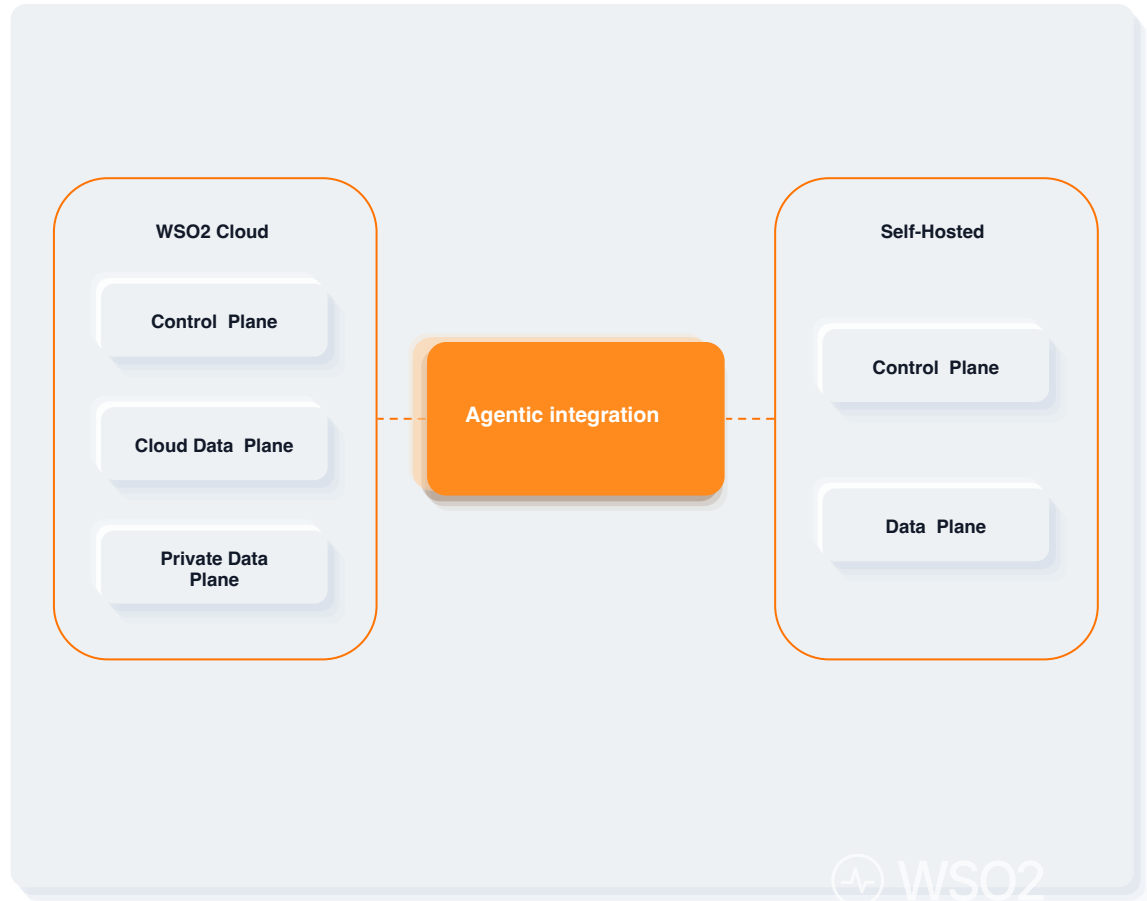 WSO2 Cloud
Control Plane
Cloud Data Plane
Private Data
Plane
Agentic integration
Self-Hosted
Control Plane
Data Plane
WSO2